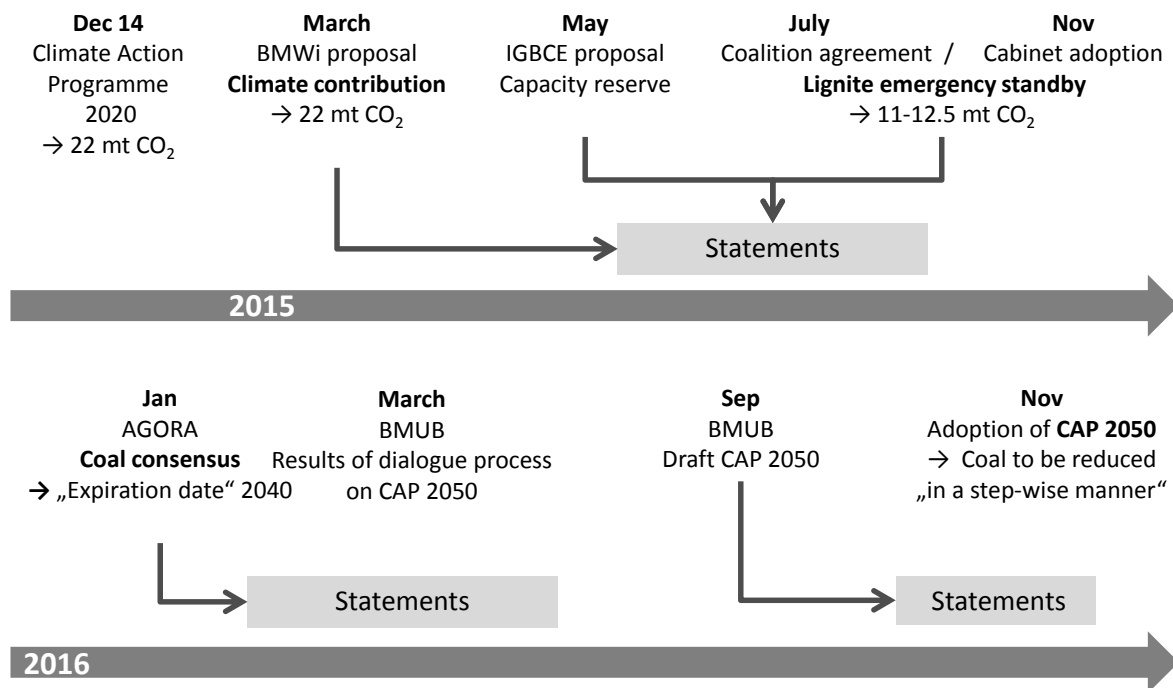 Dec 14
Climate Action
Programme
2020
→ 22 mt CO₂
March
BMWi proposal
Climate contribution
→ 22 mt CO₂
May
IGBCE proposal
Capacity reserve
July Nov
Coalition agreement / Cabinet adoption
Lignite emergency standby
→ 11-12.5 mt CO₂
Statements
2015
Jan
AGORA
Coal consensus
→ „Expiration date“ 2040
March
BMUB
Results of dialogue process
on CAP 2050
Sep
BMUB
Draft CAP 2050
Nov
Adoption of CAP 2050
→ Coal to be reduced
„in a step-wise manner“
Statements
Statements
2016